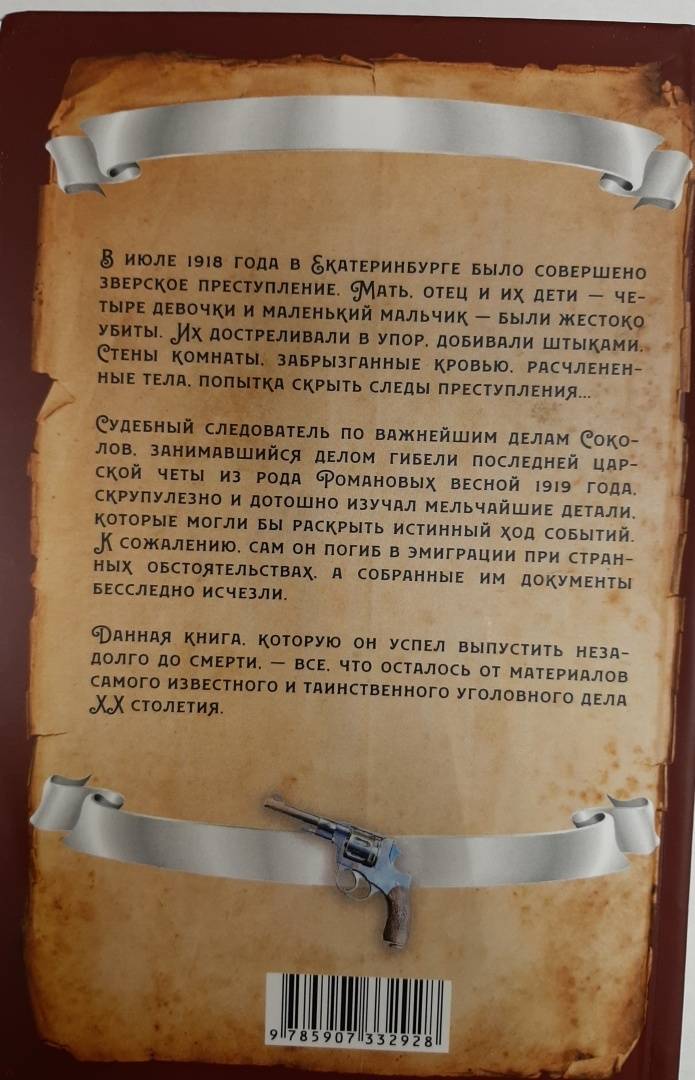 В июле 1918 года в Екатеринбурге было совершено
зверское преступление. Мать, отец и их дети — че-
тыре девочки и маленький мальчик — были жестоко
убиты. Их достреливали в упор, добивали штыками.
Стены комнаты, забрызганные кровью, расчленен-
ные тела, попытка скрыть следы преступления...
Судебный следователь по важнейшим делам Соко-
лов, занимавшийся делом гибели последней цар-
ской четы из рода Романовых весной 1919 года,
скрупулезно и дотошно изучал мельчайшие детали,
которые могли бы раскрыть истинный ход событий.
К сожалению, сам он погиб в эмиграции при стран-
ных обстоятельствах, а собранные им документы
бесследно исчезли.
Данная книга, которую он успел выпустить неза-
долго до смерти, — все, что осталось от материалов
самого известного и таинственного уголовного дела
XX столетия.
9 785907 332928